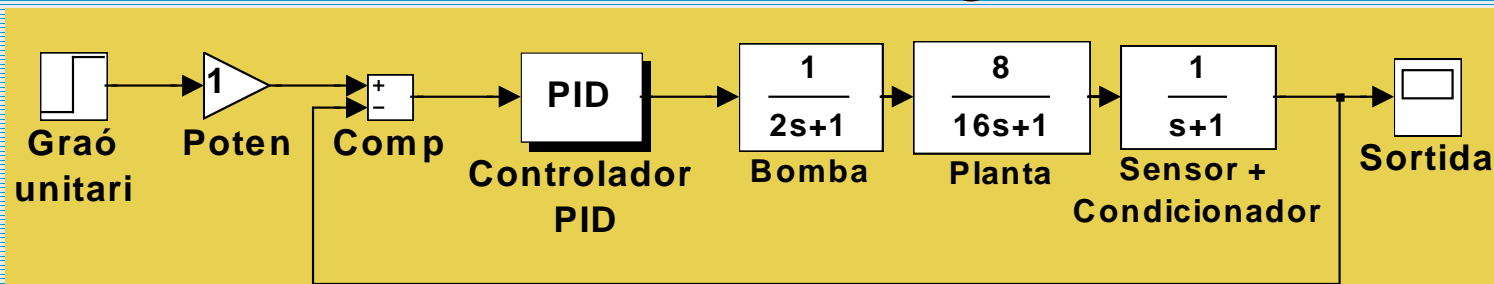 Graó
unitari
1
Poten
+
−
Comp
PID
Controlador
PID
1
2s+1
Bomba
8
16s+1
Planta
1
s+1
Sensor +
Condicionador
Sortida